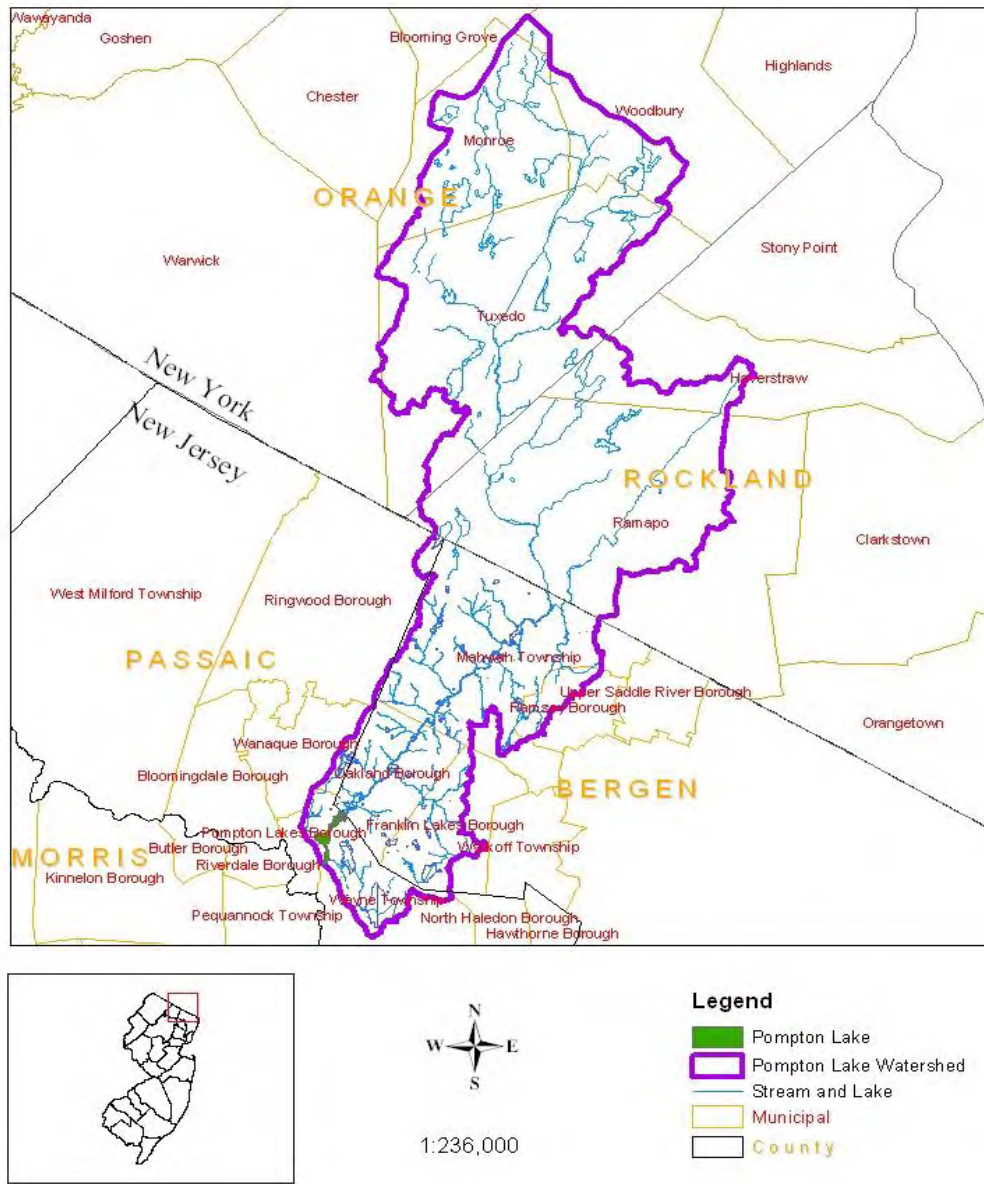 Wawayanda
Goshen
Blooming Grove
Highlands
Chester
Woodbury
Monroe
ORANGE
Stony Point
Warwick
Tuxedo
New York
New Jersey
Haverstraw
ROCKLAND
Ramapo
Clarkstown
West Milford Township
Ringwood Borough
PASSAIC
Mahwah Township
Upper Saddle River Borough
Ramsey Borough
Orangetown
Wanaque Borough
Bloomingdale Borough
Oakland Borough
BERGEN
Pompton Lakes Borough
Franklin Lakes Borough
MORRIS
Butler Borough
Wyckoff Township
Riverdale Borough
Kinnelon Borough
Wayne Township
Pequannock Township
North Haledon Borough
Hawthorne Borough
N
W E
S
1:236,000
Legend
Pompton Lake
Pompton Lake Watershed
Stream and Lake
Municipal
County